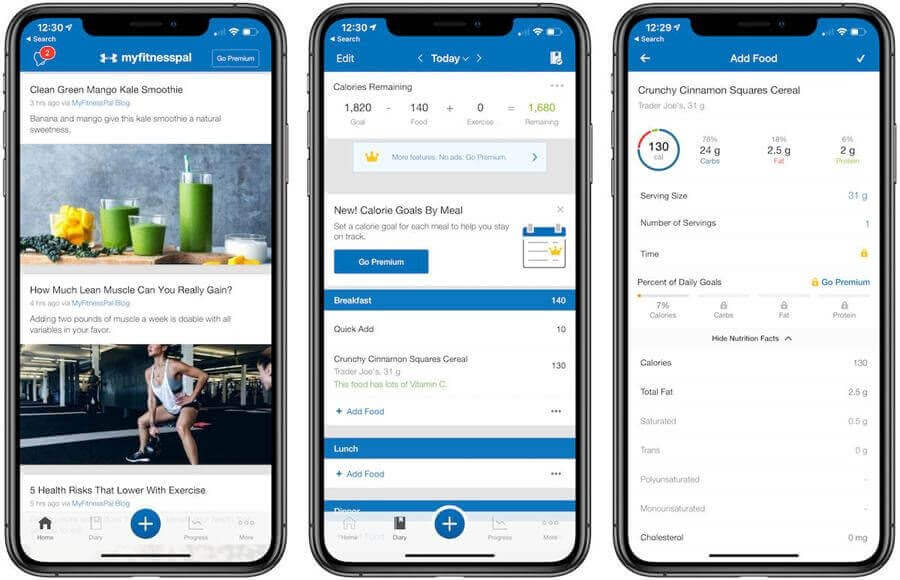 12:30
Search
2
myfitnesspal
Go Premium
Clean Green Mango Kale Smoothie
3 hrs ago via MyFitnessPal Blog
Banana and mango give this kale smoothie a natural
sweetness.
How Much Lean Muscle Can You Really Gain?
4 hrs ago via MyFitnessPal Blog
Adding two pounds of muscle a week is doable with all
variables in your favor.
5 Health Risks That Lower With Exercise
5 hrs ago via MyFitnessPal Blog
Home
Diary
Progress
More
12:30
Search
Edit
Today
Calories Remaining
1,820 - 140 + 0 = 1,680
Goal Food Exercise Remaining
More features. No ads. Go Premium.
New! Calorie Goals By Meal
Set a calorie goal for each meal to help you stay
on track.
Go Premium
Breakfast 140
Quick Add 10
Crunchy Cinnamon Squares Cereal 130
Trader Joe's, 31 g
This food has lots of Vitamin C.
+ Add Food
Lunch
+ Add Food
Dinner
Home
Diary
Progress
More
12:29
Search
Add Food
Crunchy Cinnamon Squares Cereal
Trader Joe's, 31 g
130
cal
76% 18% 6%
24 g 2.5 g 2 g
Carbs Fat Protein
Serving Size 31 g
Number of Servings 1
Time
Percent of Daily Goals Go Premium
7%
Calories Carbs Fat Protein
Hide Nutrition Facts
Calories 130
Total Fat 2.5 g
Saturated 0.5 g
Trans 0 g
Polyunsaturated -
Monounsaturated -
Cholesterol 0 mg